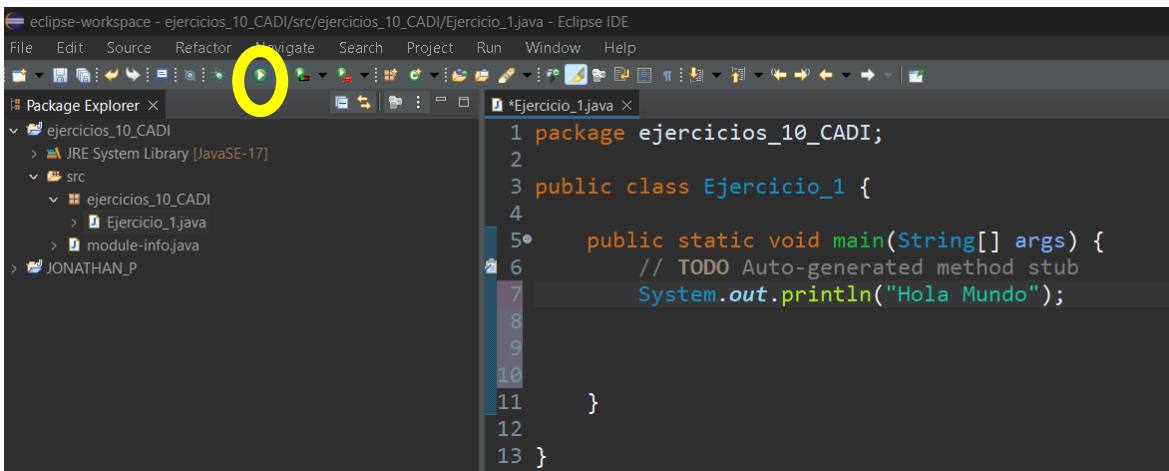 eclipse-workspace - ejercicios_10_CADI/src/ejercicios_10_CADI/Ejercicio_1.java - Eclipse IDE
File Edit Source Refactor Navigate Search Project Run Window Help
Package Explorer
ejercicios_10_CADI
JRE System Library [JavaSE-17]
src
ejercicios_10_CADI
Ejercicio_1.java
module-info.java
JONATHAN_P
*Ejercicio_1.java
1 package ejercicios_10_CADI;
2
3 public class Ejercicio_1 {
4
5 public static void main(String[] args) {
6 // TODO Auto-generated method stub
7 System.out.println("Hola Mundo");
8
9
10
11 }
12
13 }